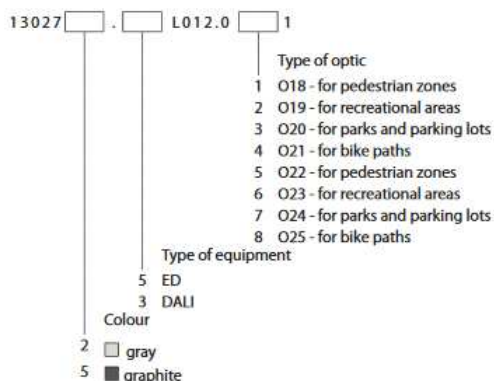 13027 . L012.0 1
Type of optic
1 O18 - for pedestrian zones
2 O19 - for recreational areas
3 O20 - for parks and parking lots
4 O21 - for bike paths
5 O22 - for pedestrian zones
6 O23 - for recreational areas
7 O24 - for parks and parking lots
8 O25 - for bike paths
Type of equipment
5 ED
3 DALI
Colour
2 gray
5 graphite